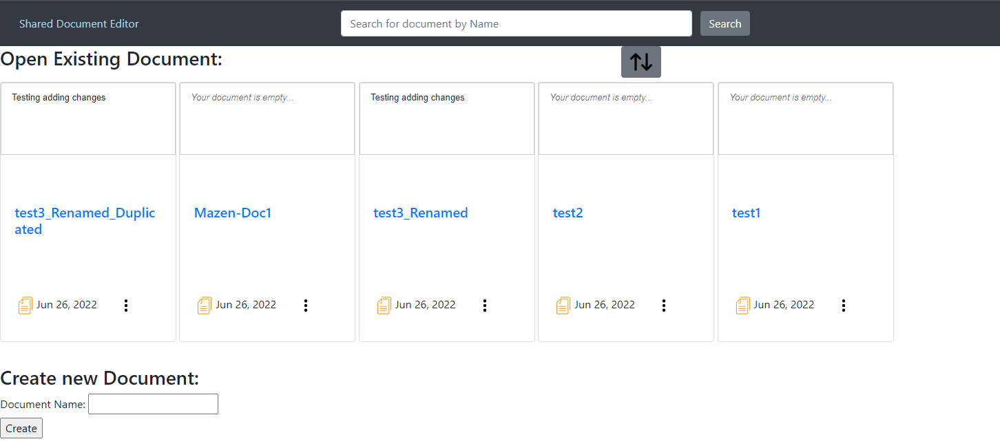 Shared Document Editor
Search for document by Name
Search
Open Existing Document:
Testing adding changes
Your document is empty...
Testing adding changes
Your document is empty...
Your document is empty...
test3_Renamed_Duplic
ated
Mazen-Doc1
test3_Renamed
test2
test1
Jun 26, 2022
Jun 26, 2022
Jun 26, 2022
Jun 26, 2022
Jun 26, 2022
Create new Document:
Document Name:
Create